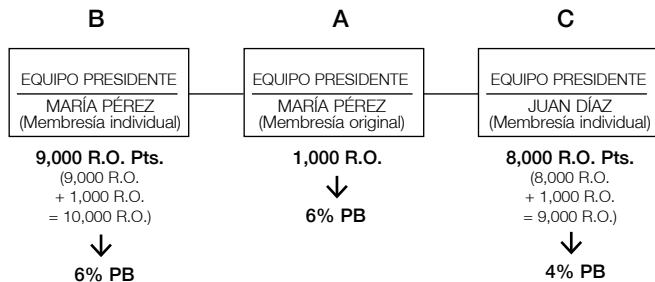 B
EQUIPO PRESIDENTE
MARÍA PÉREZ
(Membresía individual)
9,000 R.O. Pts.
(9,000 R.O.
+ 1,000 R.O.
= 10,000 R.O.)
6% PB
A
EQUIPO PRESIDENTE
MARÍA PÉREZ
(Membresía original)
1,000 R.O.
6% PB
C
EQUIPO PRESIDENTE
JUAN DÍAZ
(Membresía individual)
8,000 R.O. Pts.
(8,000 R.O.
+ 1,000 R.O.
= 9,000 R.O.)
4% PB